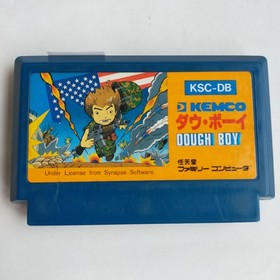 KSC-DB
KEMCO
ダウ・ボーイ
DOUGH BOY
任天堂
ファミリーコンピュータ
Under License from Synapse Software.